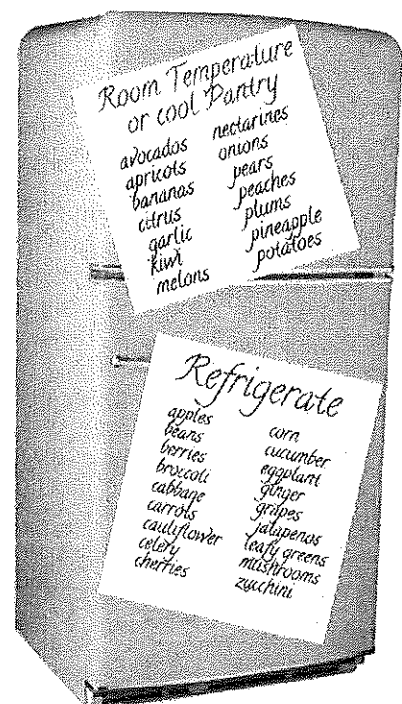 Room Temperature
or cool Pantry
avocados
apricots
bananas
citrus
garlic
kiwi
melons
nectarines
onions
pears
peaches
plums
pineapple
potatoes
Refrigerate
apples
beans
berries
broccoli
cabbage
carrots
cauliflower
celery
cherries
corn
cucumber
eggplant
ginger
grapes
jalapenos
leafy greens
mushrooms
zucchini